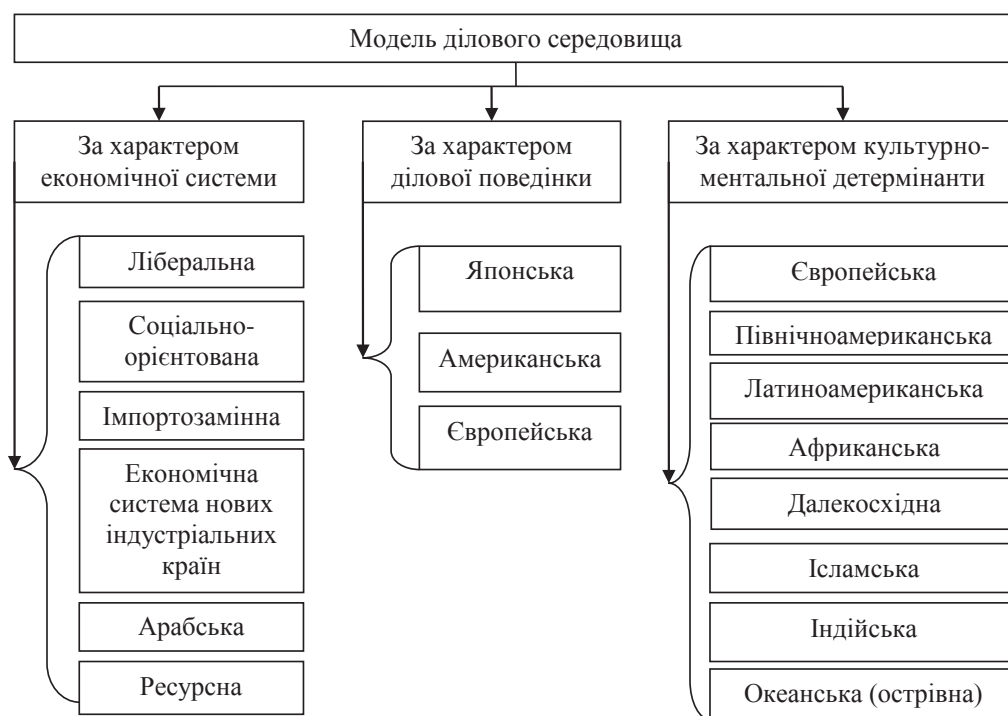 Модель ділового середовища
За характером
економічної системи
Ліберальна
Соціально-
орієнтована
Імпортозамінна
Економічна
система нових
індустріальних
країн
Арабська
Ресурсна
За характером
ділової поведінки
Японська
Американська
Європейська
За характером культурно-
ментальної детермінанти
Європейська
Північноамериканська
Латиноамериканська
Африканська
Далекосхідна
Ісламська
Індійська
Океанська (острівна)